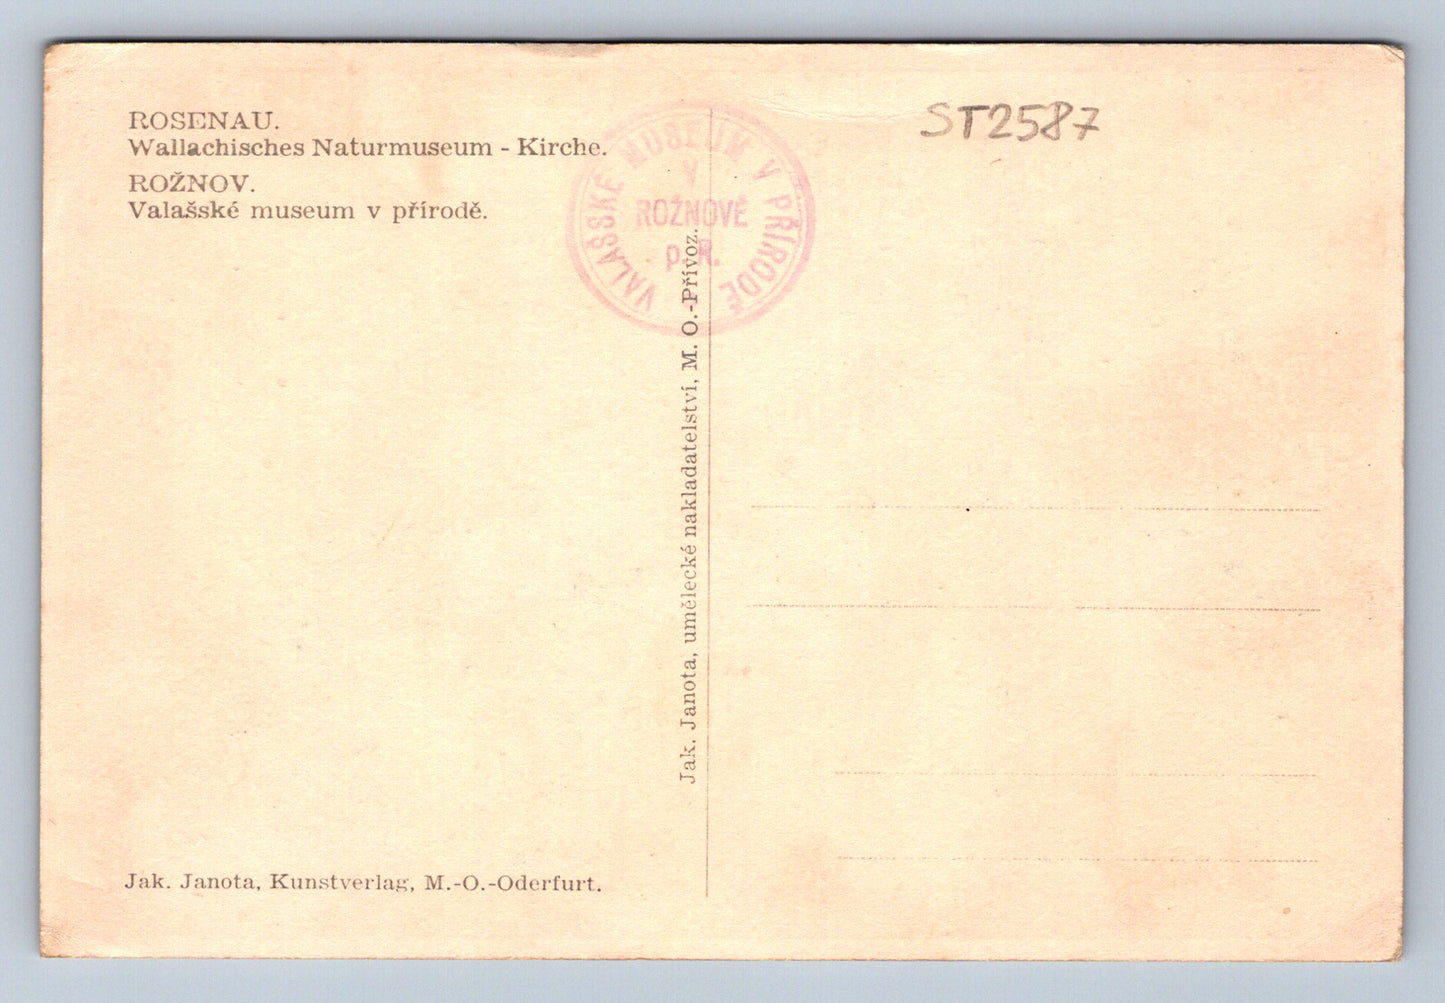 ROSENAU.
Wallachisches Naturmuseum - Kirche.
ROŽNOV.
Valašské museum v přírodě.
VALAŠSKÉ MUSEUM V PŘÍRODĚ
V
ROŽNOVĚ
p. R.
ST2587
Jak. Janota, umělecké nakladatelství, M. O.-Přívoz.
Jak. Janota, Kunstverlag, M.-O.-Oderfurt.